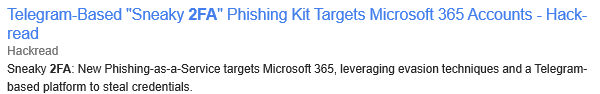 Telegram-Based "Sneaky 2FA" Phishing Kit Targets Microsoft 365 Accounts - Hack-
read
Hackread
Sneaky 2FA: New Phishing-as-a-Service targets Microsoft 365, leveraging evasion techniques and a Telegram-
based platform to steal credentials.